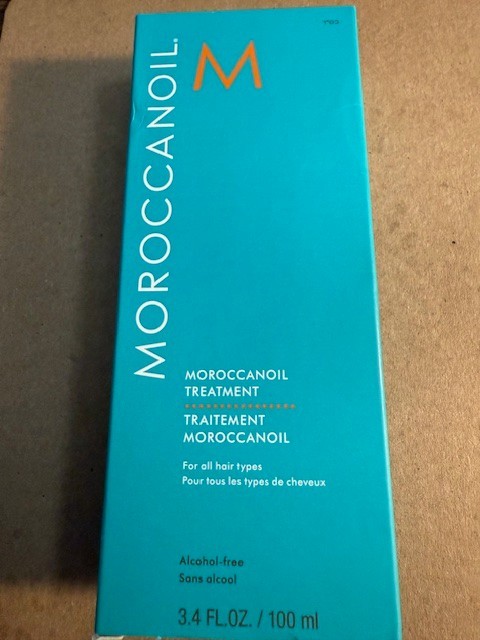 MOROCCANOIL®
M
MOROCCANOIL
TREATMENT
TRAITEMENT
MOROCCANOIL
For all hair types
Pour tous les types de cheveux
Alcohol-free
Sans alcool
3.4 FL.OZ. / 100 ml